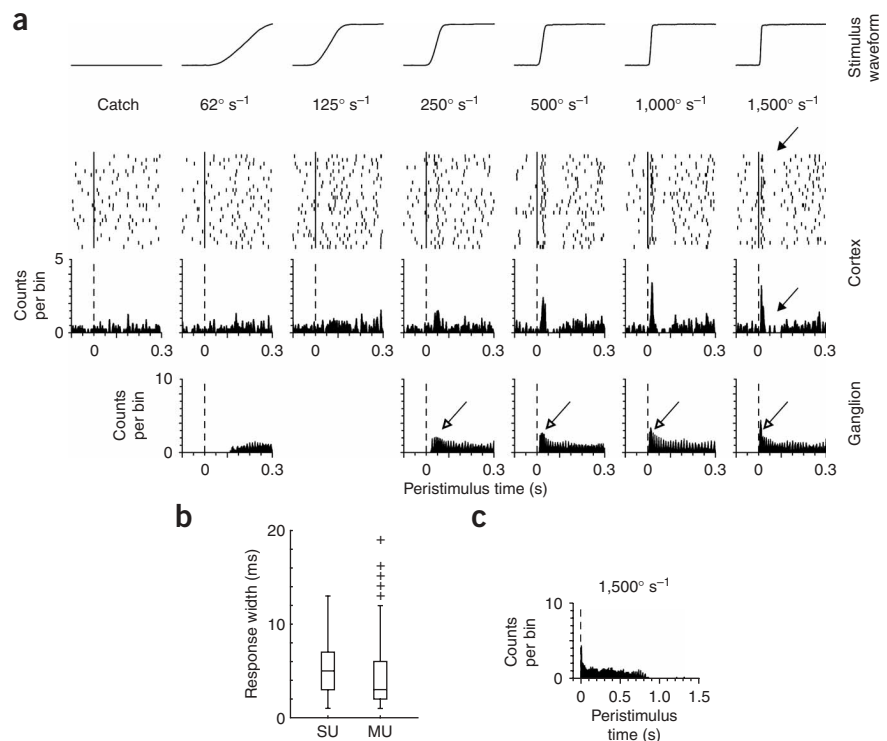 a
Stimulus
waveform
Catch 62° s⁻¹ 125° s⁻¹ 250° s⁻¹ 500° s⁻¹ 1,000° s⁻¹ 1,500° s⁻¹
Cortex
5
Counts
per bin
0
0 0.3 0 0.3 0 0.3 0 0.3 0 0.3 0 0.3 0 0.3
10
Counts
per bin
0
Ganglion
0 0.3 0 0.3 0 0.3 0 0.3 0 0.3
Peristimulus time (s)
b
20
10
0
Response width (ms)
SU MU
c
1,500° s⁻¹
10
Counts
per bin
0
0 0.5 1.0 1.5
Peristimulus
time (s)